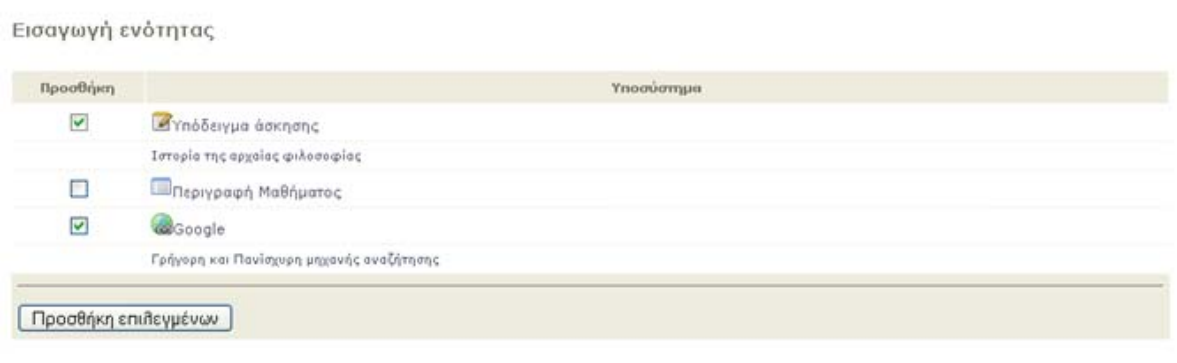 Εισαγωγή ενότητας
Προσθήκη Υποσύστημα
Υπόδειγμα άσκησης
Ιστορία της αρχαίας φιλοσοφίας
Περιγραφή Μαθήματος
Google
Γρήγορη και Πανίσχυρη μηχανής αναζήτησης
Προσθήκη επιλεγμένων